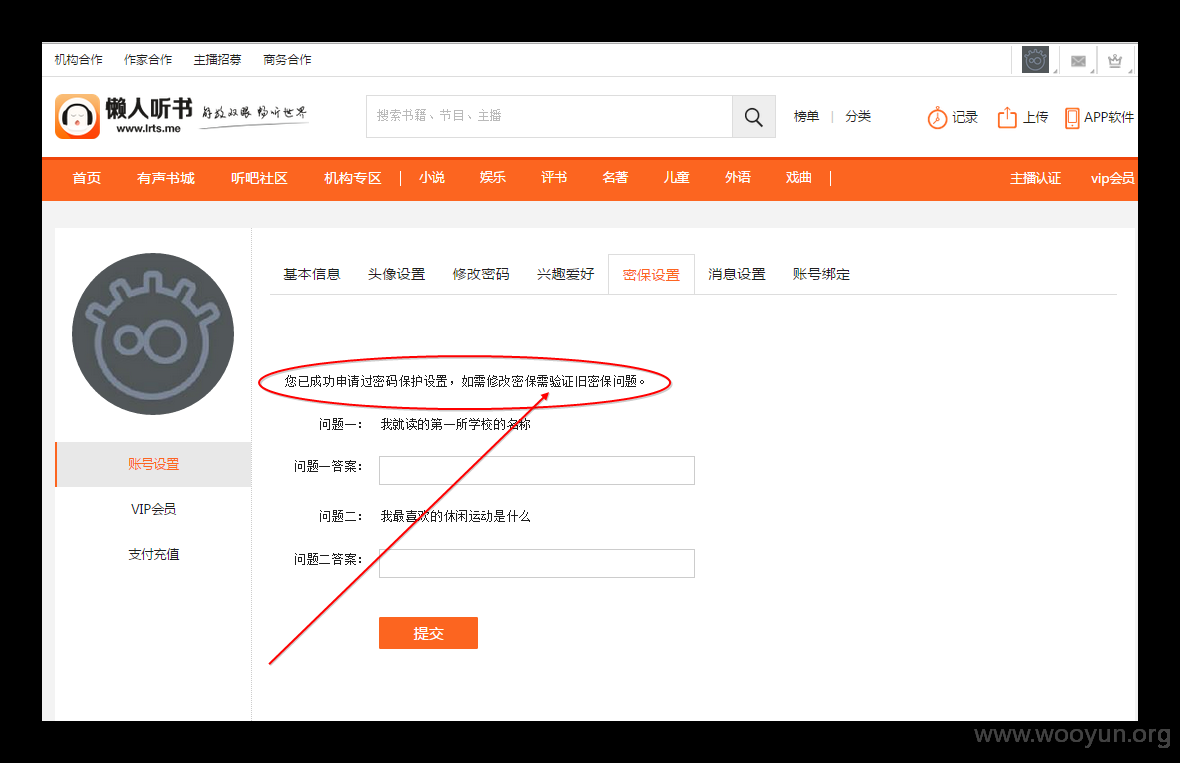 机构合作 作家合作 主播招募 商务合作
懒人听书
www.lrts.me
搜索书籍、节目、主播
榜单 | 分类
记录 上传 APP软件
首页 有声书城 听吧社区 机构专区 | 小说 娱乐 评书 名著 儿童 外语 戏曲 | 主播认证 vip会员
基本信息 头像设置 修改密码 兴趣爱好 密保设置 消息设置 账号绑定
您已成功申请过密码保护设置，如需修改密保需验证旧密保问题。
问题一： 我就读的第一所学校的名称
问题一答案：
问题二： 我最喜欢的休闲运动是什么
问题二答案：
提交
账号设置
VIP会员
支付充值
www.wooyun.org